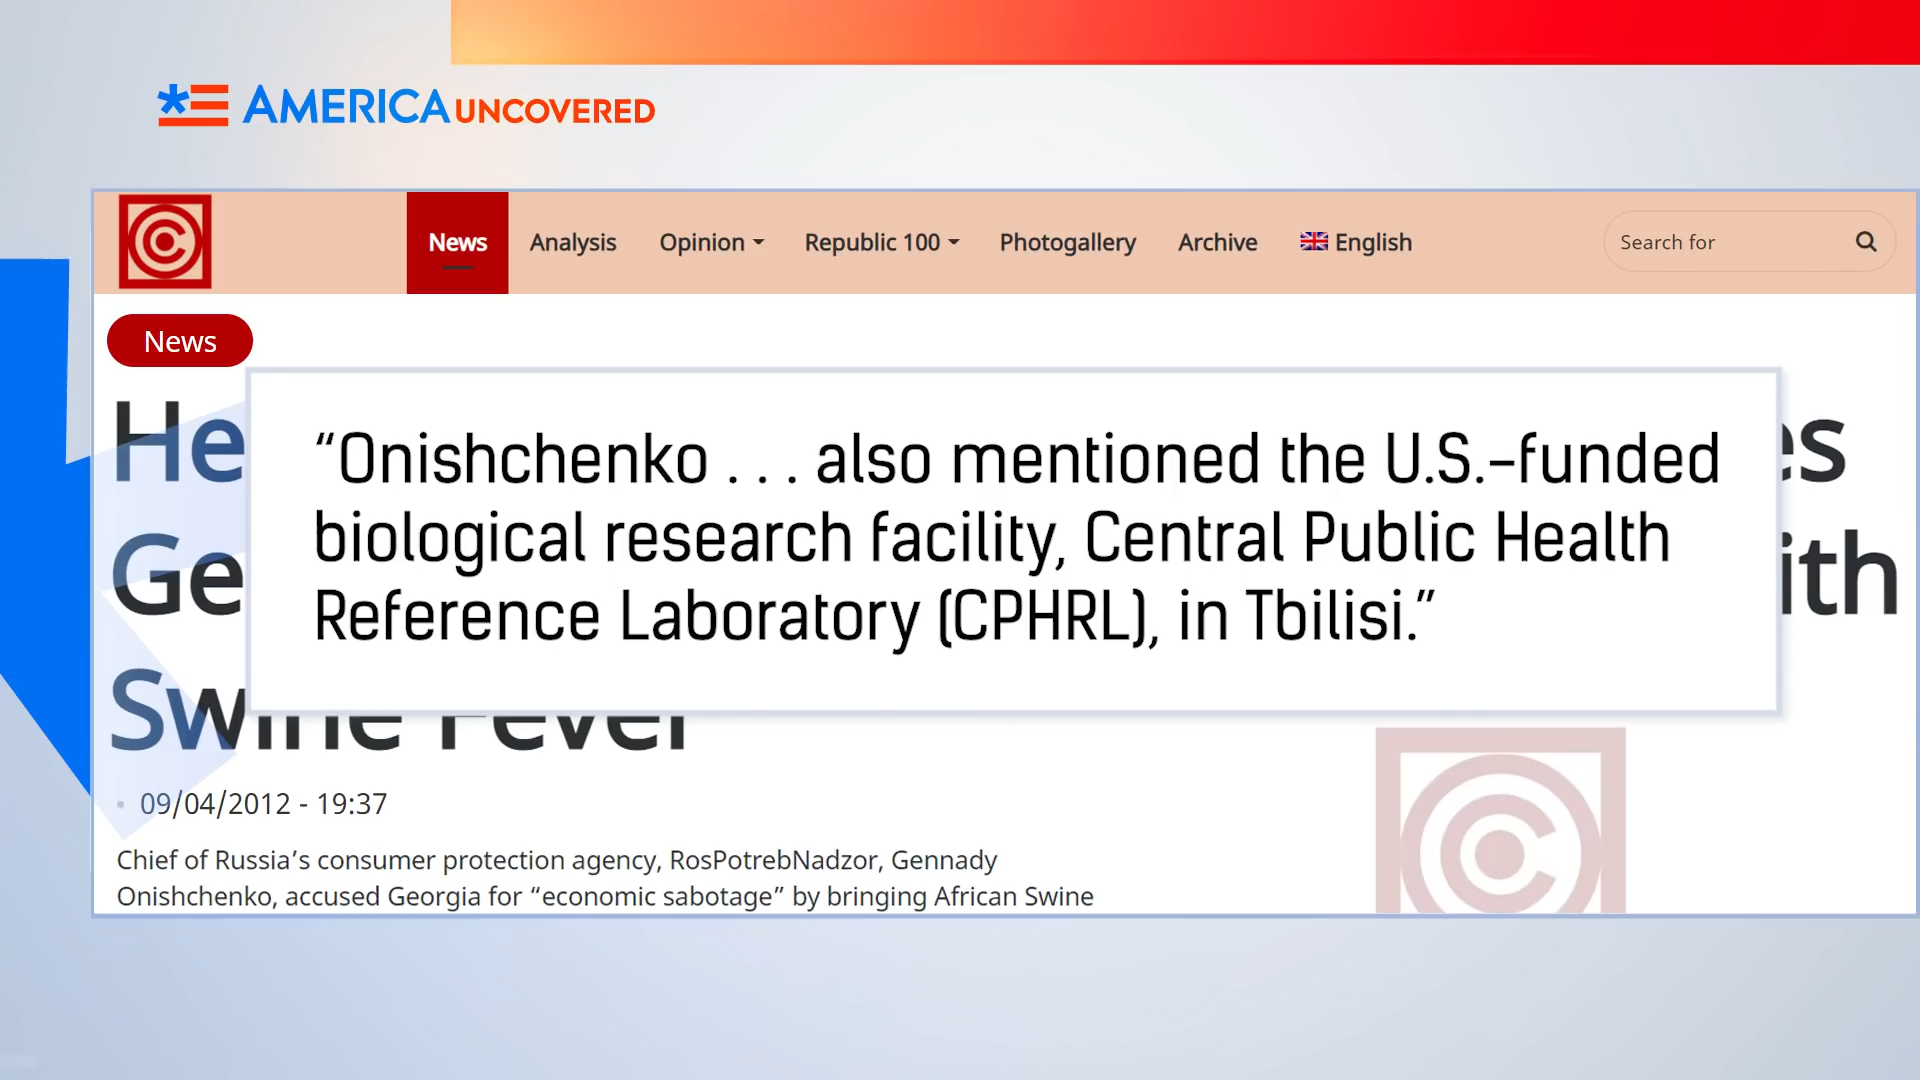 AMERICA UNCOVERED
News Analysis Opinion Republic 100 Photogallery Archive English Search for
News
“Onishchenko . . . also mentioned the U.S.–funded
biological research facility, Central Public Health
Reference Laboratory (CPHRL), in Tbilisi.”
Swine Fever
09/04/2012 - 19:37
Chief of Russia’s consumer protection agency, RosPotrebNadzor, Gennady
Onishchenko, accused Georgia for “economic sabotage” by bringing African Swine